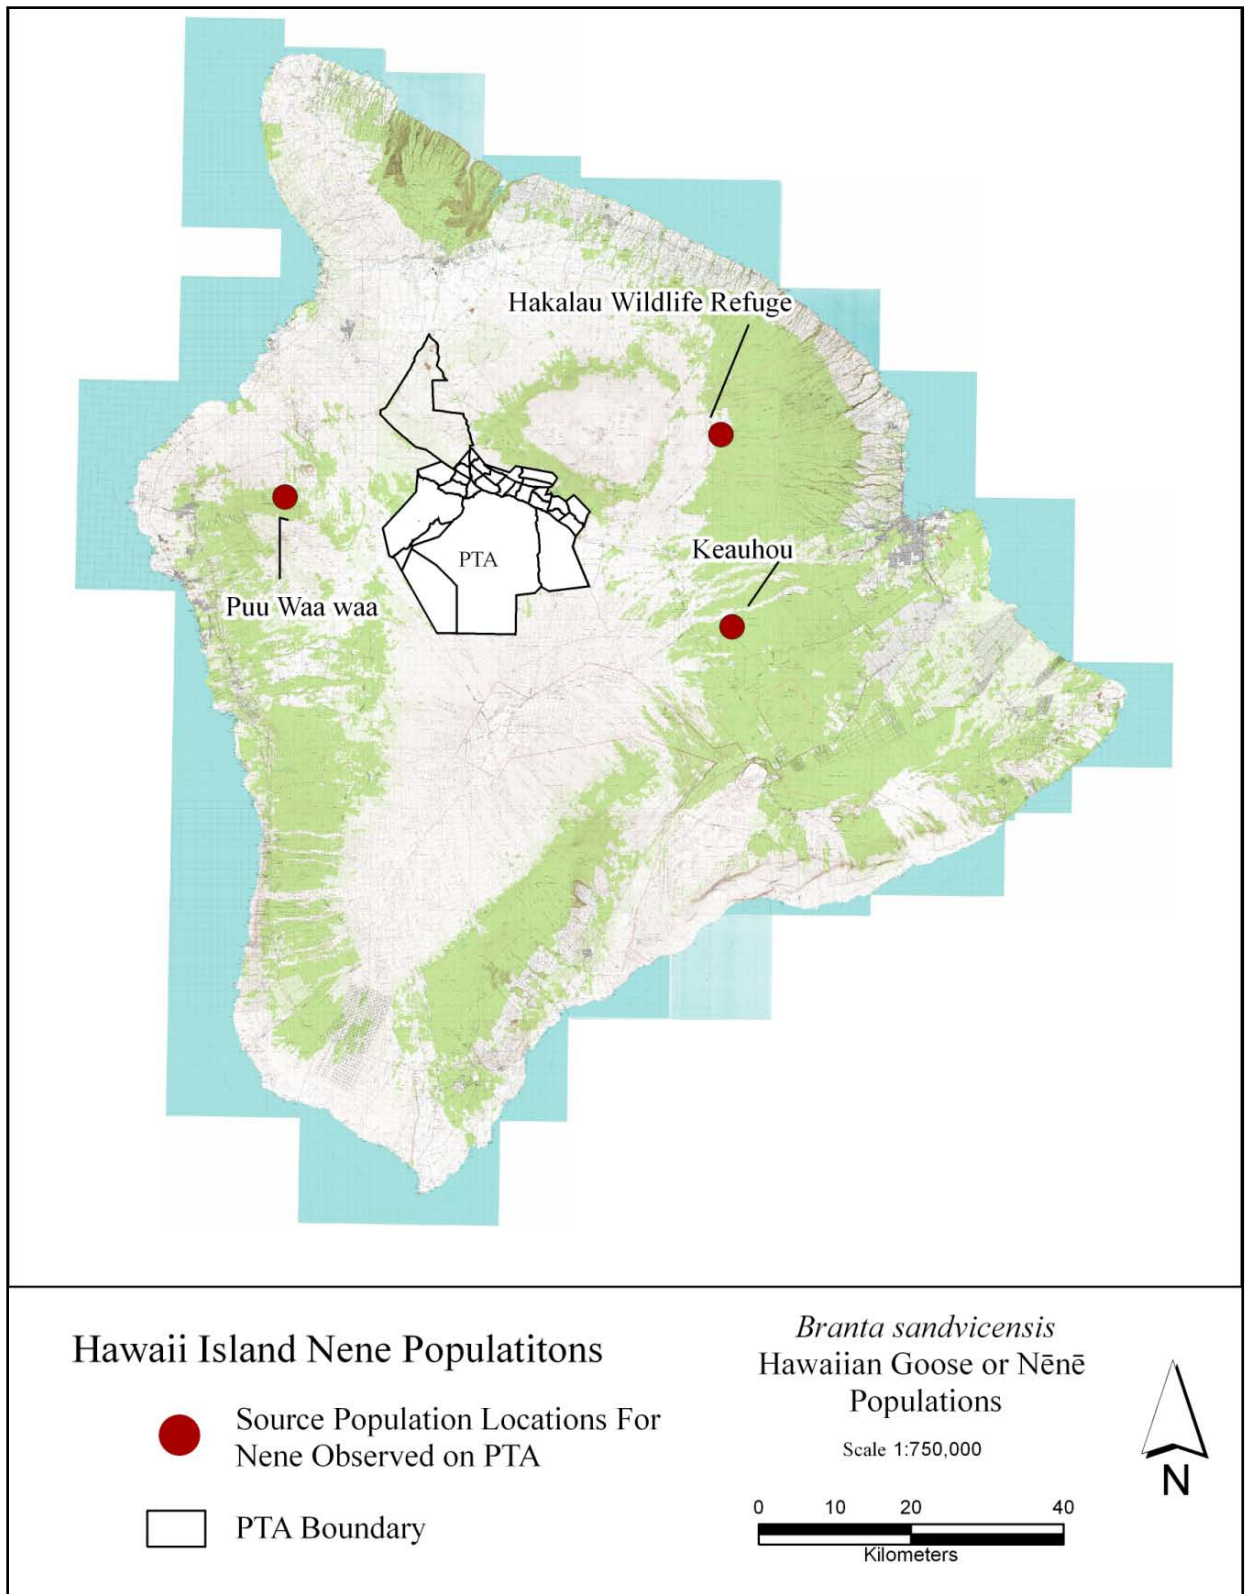 Hakalau Wildlife Refuge
Keauhou
PTA
Puu Waa waa
Hawaii Island Nene Populatitons
Source Population Locations For
Nene Observed on PTA
PTA Boundary
Branta sandvicensis
Hawaiian Goose or Nēnē
Populations
Scale 1:750,000
0 10 20 40
Kilometers
N